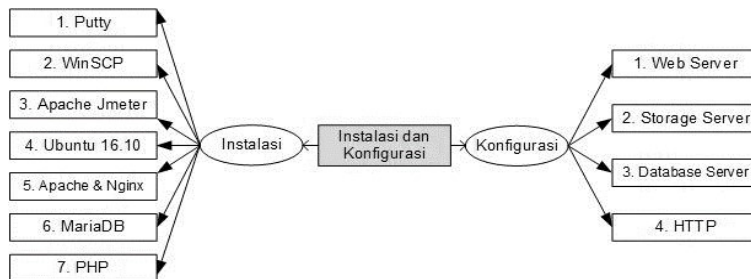 1. Putty
2. WinSCP
3. Apache Jmeter
4. Ubuntu 16.10
5. Apache & Nginx
6. MariaDB
7. PHP
Instalasi
Instalasi dan
Konfigurasi
Konfigurasi
1. Web Server
2. Storage Server
3. Database Server
4. HTTP